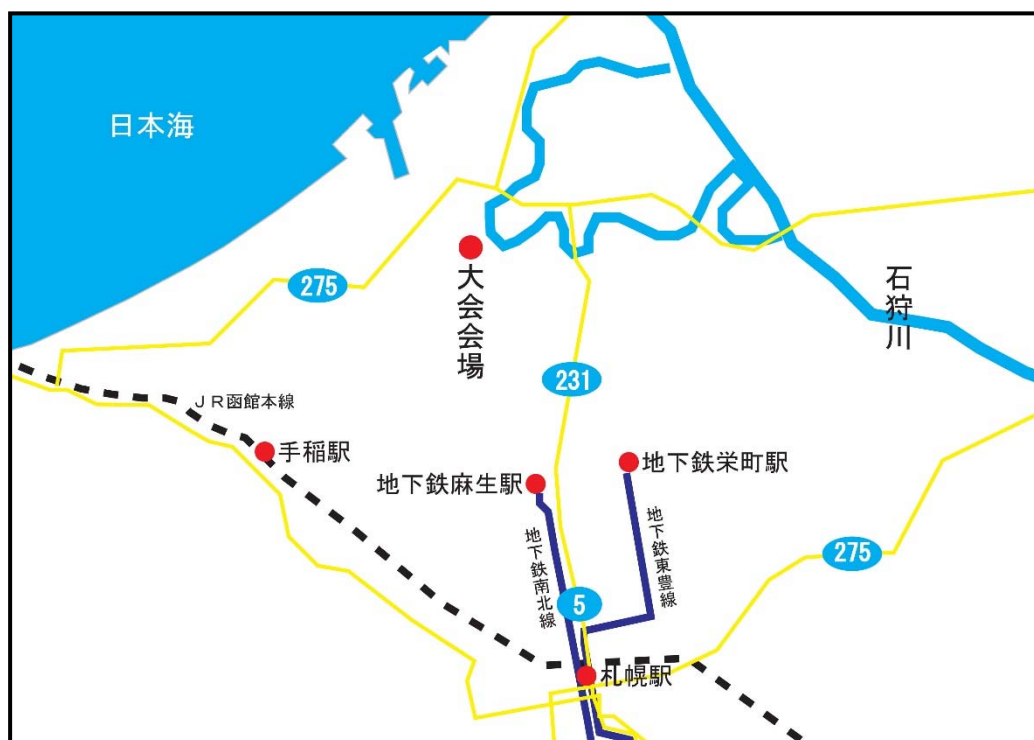 日本海
275
大会会場
石狩川
231
JR函館本線
手稲駅
地下鉄麻生駅
地下鉄栄町駅
地下鉄南北線
地下鉄東豊線
275
5
札幌駅